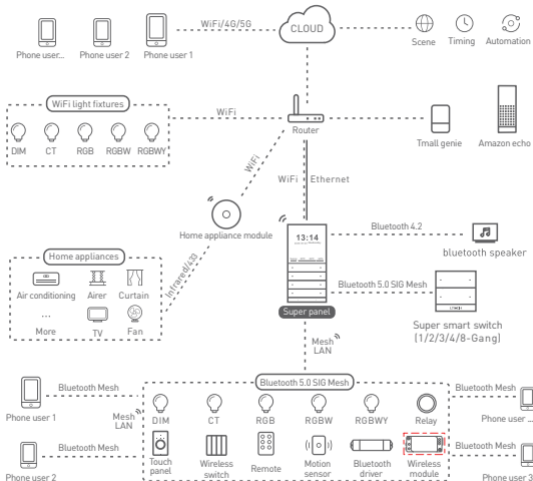 WiFi/4G/5G
CLOUD
Phone user...
Phone user 2
Phone user 1
Scene
Timing
Automation
WiFi light fixtures
WiFi
DIM
CT
RGB
RGBW
RGBWY
Router
Tmall genie
Amazon echo
WiFi
WiFi
Ethernet
Home appliance module
13:14
Bluetooth 4.2
bluetooth speaker
Home appliances
Infrared/433
Air conditioning
Airer
Curtain
...
More
TV
Fan
Super panel
Bluetooth 5.0 SIG Mesh
Super smart switch
(1/2/3/4/8-Gang)
Mesh
LAN
Bluetooth 5.0 SIG Mesh
Bluetooth Mesh
Phone user 1
Mesh
LAN
Bluetooth Mesh
Phone user 2
DIM
CT
RGB
RGBW
RGBWY
Relay
Touch
panel
Wireless
switch
Remote
Motion
sensor
Bluetooth
driver
Wireless
module
Bluetooth Mesh
Phone user ...
Bluetooth Mesh
Phone user 3